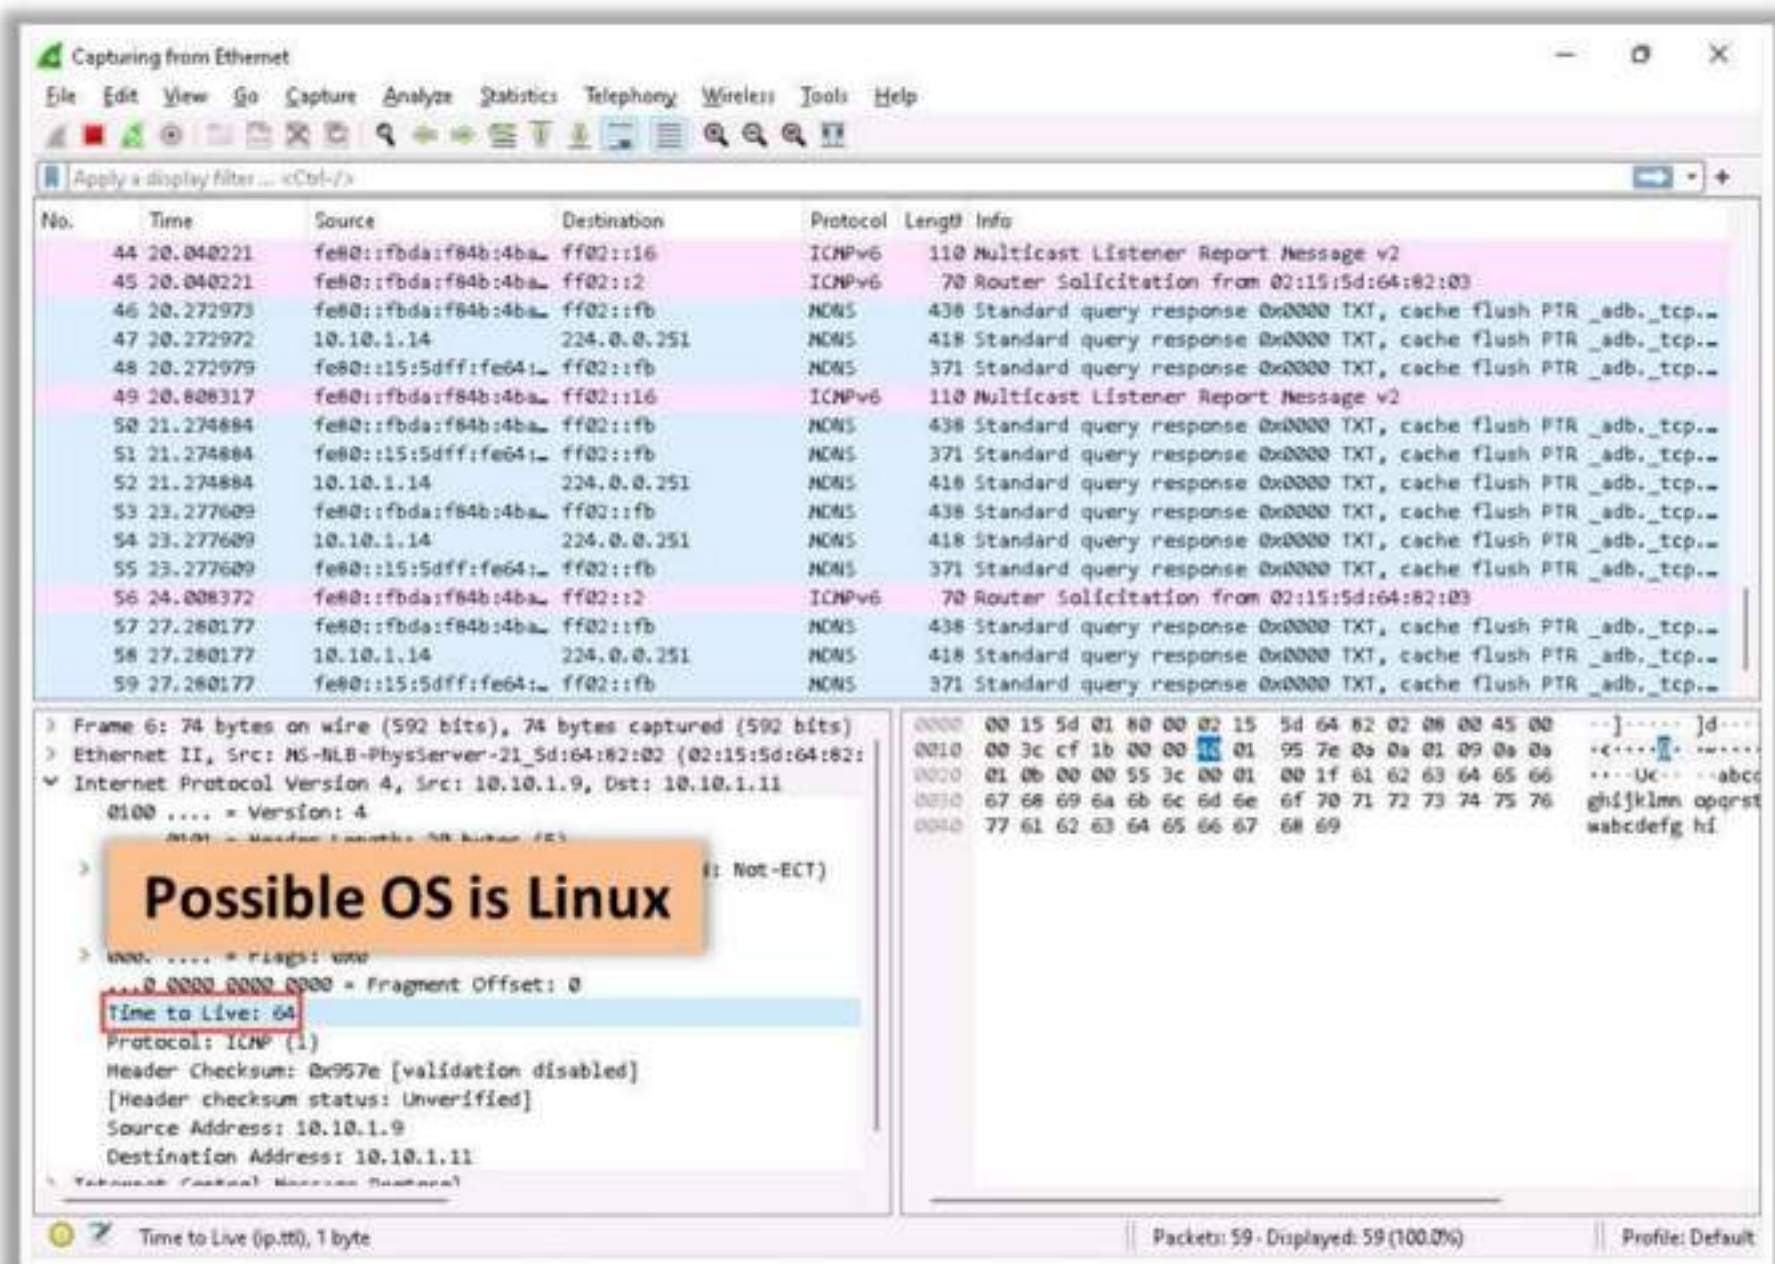 Capturing from Ethernet
File Edit View Go Capture Analyze Statistics Telephony Wireless Tools Help
Apply a display filter ... <Ctrl-/>
No. Time Source Destination Protocol Lengtl Info
44 20.040221 fe80::fbda:f84b:4ba… ff02::16 ICMPv6 110 Multicast Listener Report Message v2
45 20.040221 fe80::fbda:f84b:4ba… ff02::2 ICMPv6 70 Router Solicitation from 02:15:5d:64:82:03
46 20.272973 fe80::fbda:f84b:4ba… ff02::fb MDNS 438 Standard query response 0x0000 TXT, cache flush PTR _adb._tcp.…
47 20.272972 10.10.1.14 224.0.0.251 MDNS 418 Standard query response 0x0000 TXT, cache flush PTR _adb._tcp.…
48 20.272979 fe80::15:5dff:fe64:… ff02::fb MDNS 371 Standard query response 0x0000 TXT, cache flush PTR _adb._tcp.…
49 20.808317 fe80::fbda:f84b:4ba… ff02::16 ICMPv6 110 Multicast Listener Report Message v2
50 21.274884 fe80::fbda:f84b:4ba… ff02::fb MDNS 438 Standard query response 0x0000 TXT, cache flush PTR _adb._tcp.…
51 21.274884 fe80::15:5dff:fe64:… ff02::fb MDNS 371 Standard query response 0x0000 TXT, cache flush PTR _adb._tcp.…
52 21.274884 10.10.1.14 224.0.0.251 MDNS 418 Standard query response 0x0000 TXT, cache flush PTR _adb._tcp.…
53 23.277609 fe80::fbda:f84b:4ba… ff02::fb MDNS 438 Standard query response 0x0000 TXT, cache flush PTR _adb._tcp.…
54 23.277609 10.10.1.14 224.0.0.251 MDNS 418 Standard query response 0x0000 TXT, cache flush PTR _adb._tcp.…
55 23.277609 fe80::15:5dff:fe64:… ff02::fb MDNS 371 Standard query response 0x0000 TXT, cache flush PTR _adb._tcp.…
56 24.008372 fe80::fbda:f84b:4ba… ff02::2 ICMPv6 70 Router Solicitation from 02:15:5d:64:82:03
57 27.280177 fe80::fbda:f84b:4ba… ff02::fb MDNS 438 Standard query response 0x0000 TXT, cache flush PTR _adb._tcp.…
58 27.280177 10.10.1.14 224.0.0.251 MDNS 418 Standard query response 0x0000 TXT, cache flush PTR _adb._tcp.…
59 27.280177 fe80::15:5dff:fe64:… ff02::fb MDNS 371 Standard query response 0x0000 TXT, cache flush PTR _adb._tcp.…
Frame 6: 74 bytes on wire (592 bits), 74 bytes captured (592 bits)
Ethernet II, Src: MS-NLB-PhysServer-21_5d:64:82:02 (02:15:5d:64:82:
Internet Protocol Version 4, Src: 10.10.1.9, Dst: 10.10.1.11
0100 .... = Version: 4
.... 0101 = Header Length: 20 bytes (5)
Not-ECT)
Possible OS is Linux
000. .... = Flags: 0x0
...0 0000 0000 0000 = Fragment Offset: 0
Time to Live: 64
Protocol: ICMP (1)
Header Checksum: 0x957e [validation disabled]
[Header checksum status: Unverified]
Source Address: 10.10.1.9
Destination Address: 10.10.1.11
Internet Control Message Protocol
0000 00 15 5d 01 80 00 02 15 5d 64 82 02 08 00 45 00 ··]····· ]d····
0010 00 3c cf 1b 00 00 40 01 95 7e 0a 0a 01 09 0a 0a ·<····@·
0020 01 0b 00 00 55 3c 00 01 00 1f 61 62 63 64 65 66 ····U<·· ··abcd
0030 67 68 69 6a 6b 6c 6d 6e 6f 70 71 72 73 74 75 76 ghijklmn opqrst
0040 77 61 62 63 64 65 66 67 68 69 wabcdefg hi
Time to Live (ip.ttl), 1 byte
Packets: 59 · Displayed: 59 (100.0%)
Profile: Default